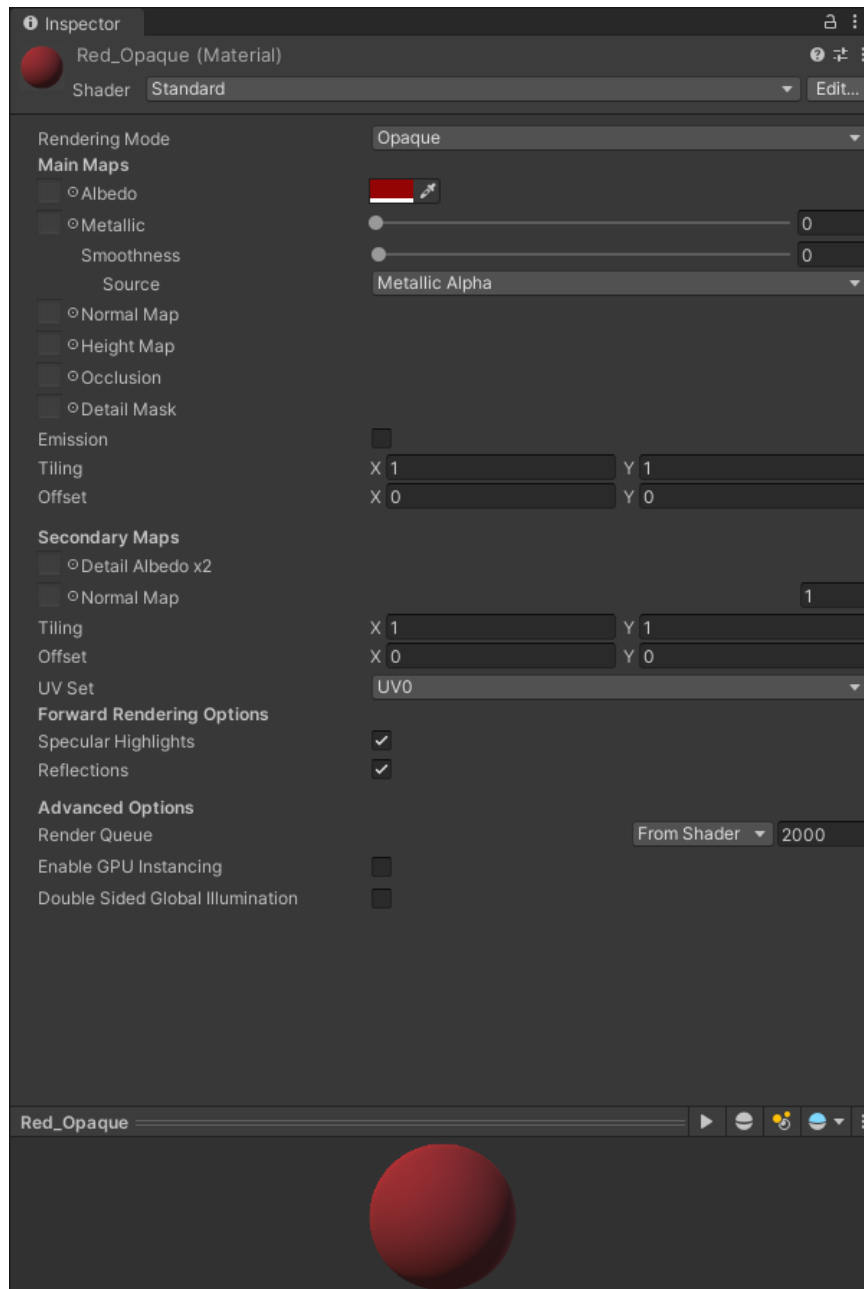 Inspector
Red_Opaque (Material)
Shader Standard Edit...
Rendering Mode Opaque
Main Maps
Albedo
Metallic 0
Smoothness 0
Source Metallic Alpha
Normal Map
Height Map
Occlusion
Detail Mask
Emission
Tiling X 1 Y 1
Offset X 0 Y 0
Secondary Maps
Detail Albedo x2
Normal Map 1
Tiling X 1 Y 1
Offset X 0 Y 0
UV Set UV0
Forward Rendering Options
Specular Highlights
Reflections
Advanced Options
Render Queue From Shader 2000
Enable GPU Instancing
Double Sided Global Illumination
Red_Opaque